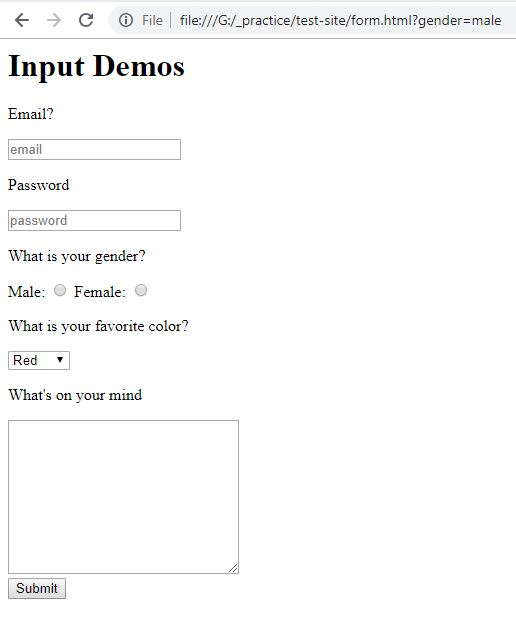 File | file:///G:/_practice/test-site/form.html?gender=male
Input Demos
Email?
email
Password
password
What is your gender?
Male: Female:
What is your favorite color?
Red
What's on your mind
Submit